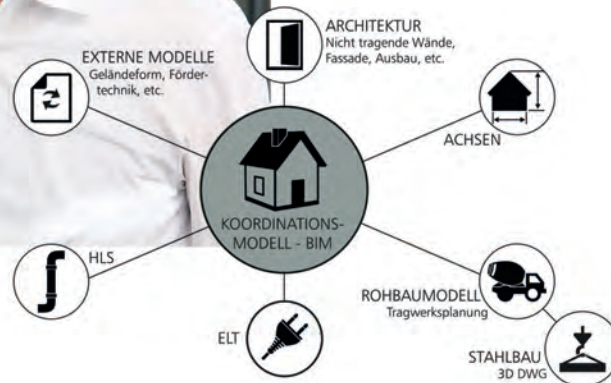 ARCHITEKTUR
Nicht tragende Wände,
Fassade, Ausbau, etc.
EXTERNE MODELLE
Geländeform, Förder-
technik, etc.
ACHSEN
KOORDINATIONS-
MODELL - BIM
HLS
ROHBAUMODELL
Tragwerksplanung
ELT
STAHLBAU
3D DWG